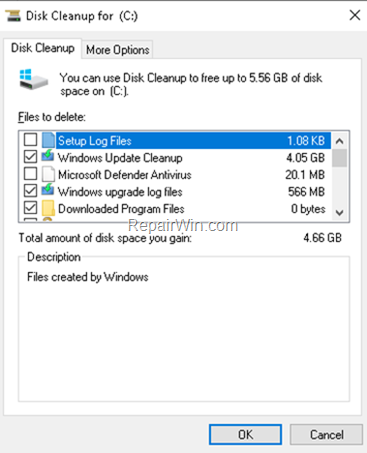 Disk Cleanup for (C:)
Disk Cleanup
More Options
You can use Disk Cleanup to free up to 5.56 GB of disk
space on (C:).
Files to delete:
Setup Log Files 1.08 KB
Windows Update Cleanup 4.05 GB
Microsoft Defender Antivirus 20.1 MB
Windows upgrade log files 566 MB
Downloaded Program Files 0 bytes
Total amount of disk space you gain: 4.66 GB
RepairWin.com
Description
Files created by Windows
OK
Cancel